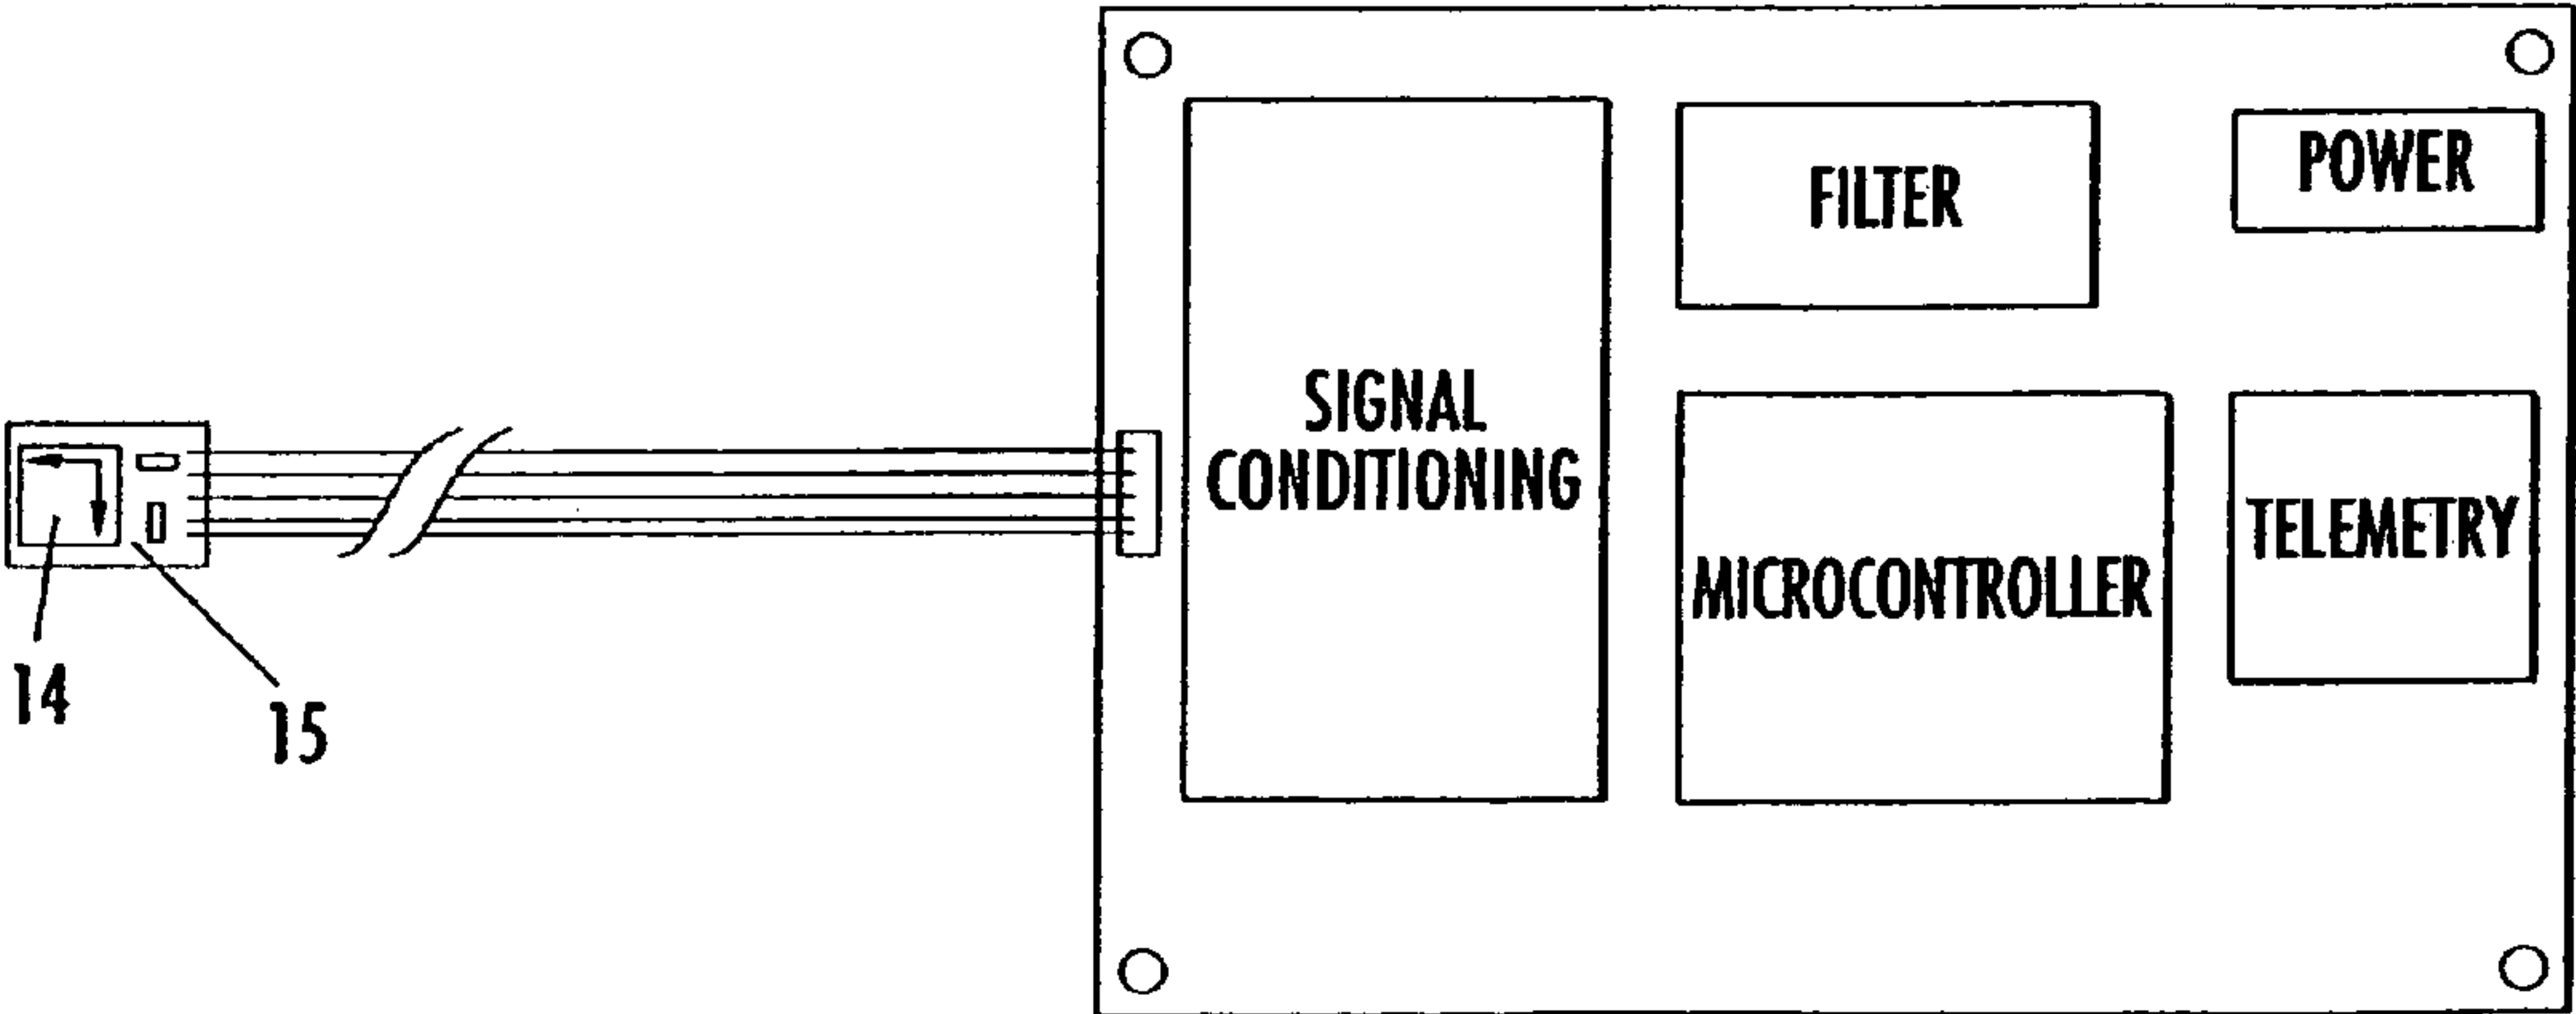 POWER
FILTER
SIGNAL
CONDITIONING
TELEMETRY
MICROCONTROLLER
14
15